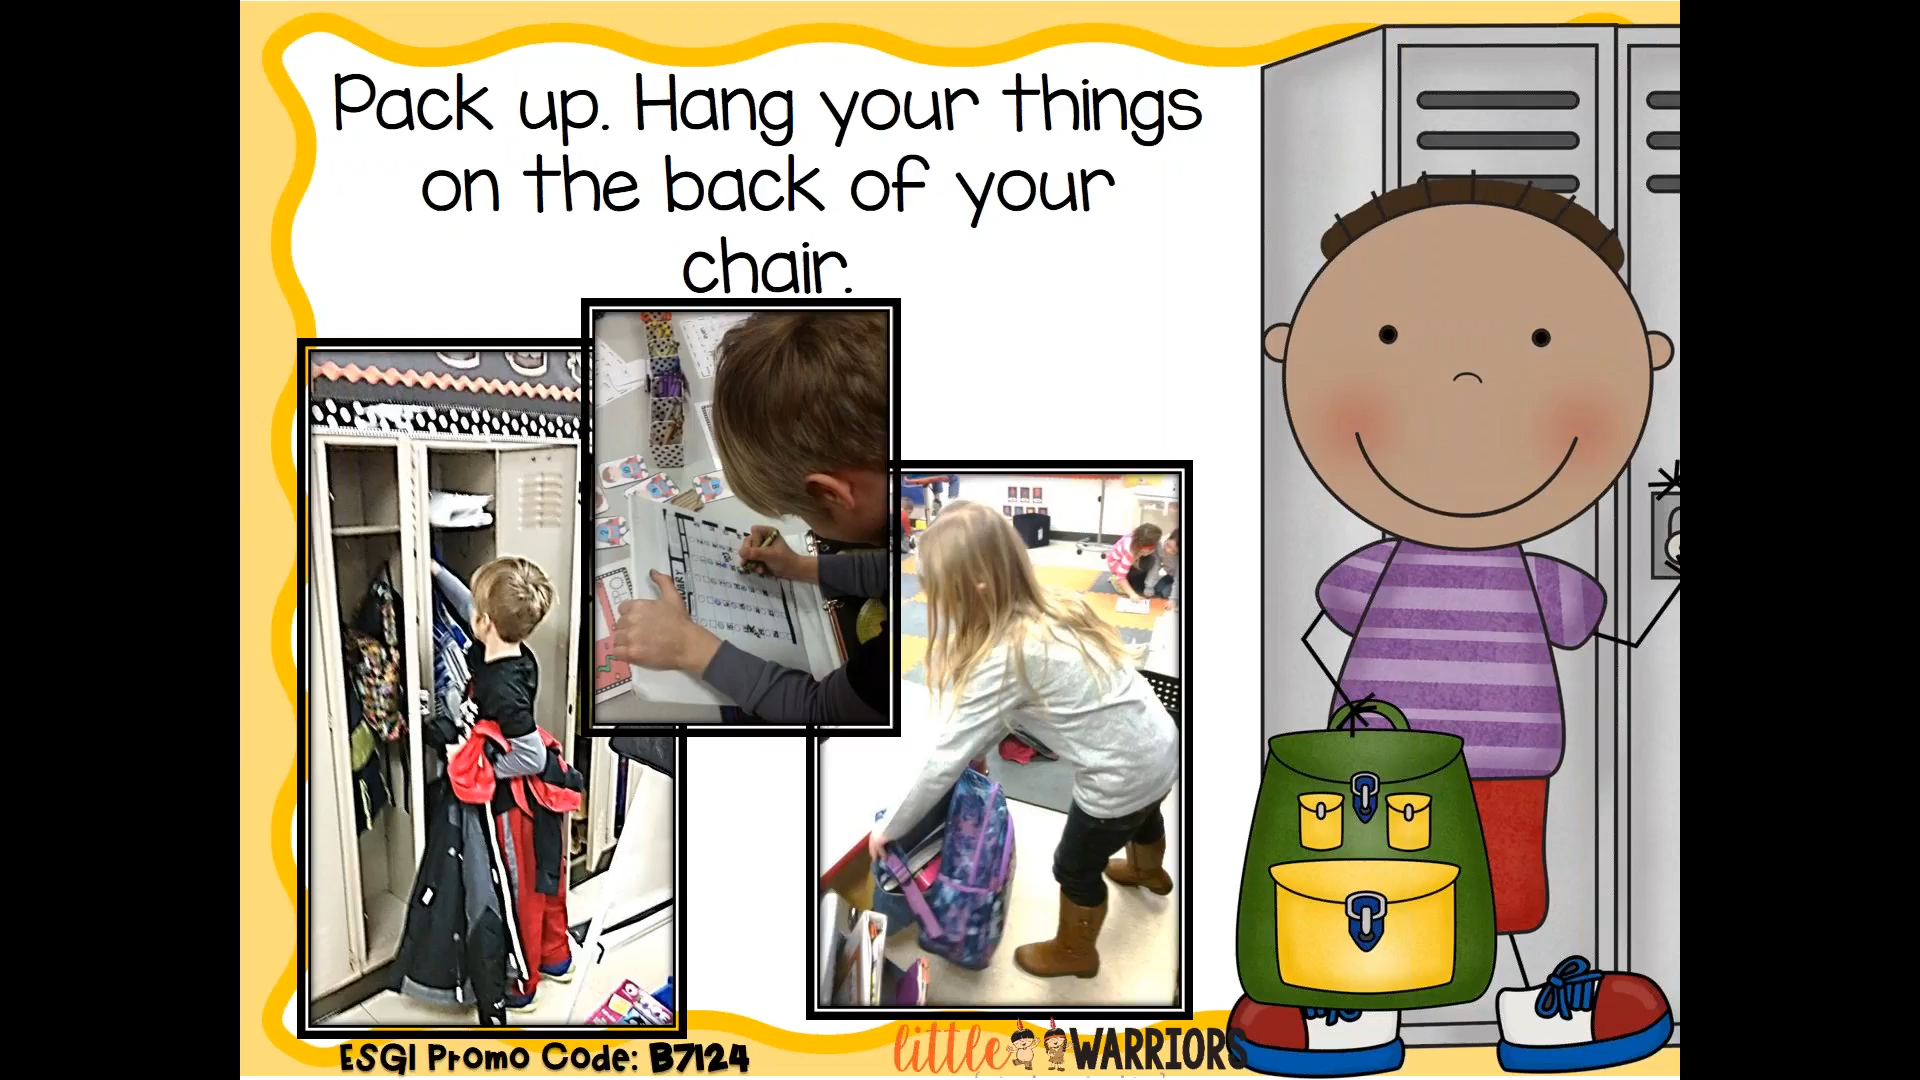 Pack up. Hang your things
on the back of your
chair.
ESGI Promo Code: B7124
little WARRIORS